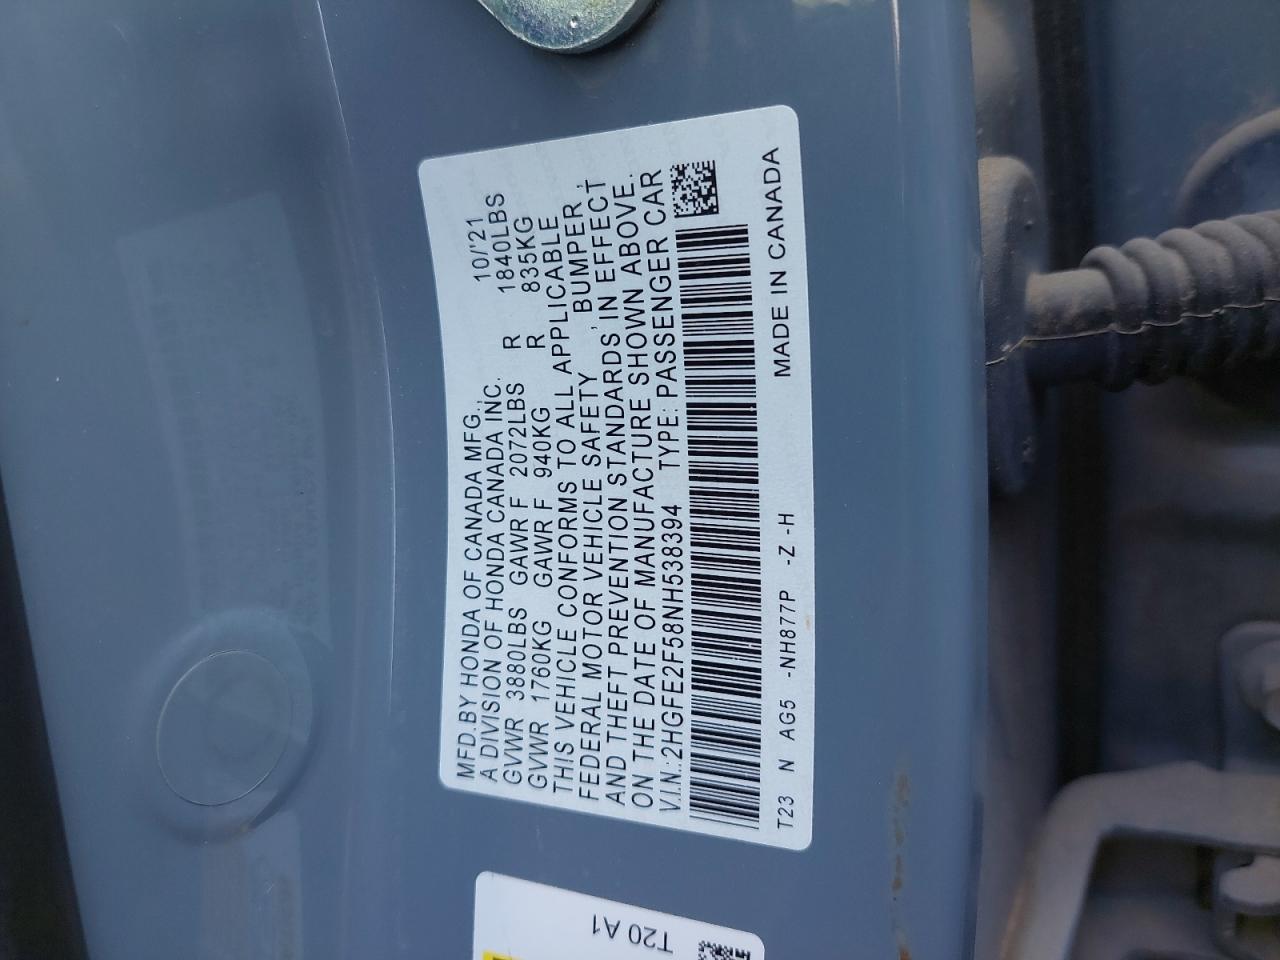 MFD.BY HONDA OF CANADA MFG.,
A DIVISION OF HONDA CANADA INC. 10/'21
GVWR 3880LBS GAWR F 2072LBS R 1840LBS
GVWR 1760KG GAWR F 940KG R 835KG
THIS VEHICLE CONFORMS TO ALL APPLICABLE
FEDERAL MOTOR VEHICLE SAFETY , BUMPER ,
AND THEFT PREVENTION STANDARDS IN EFFECT
ON THE DATE OF MANUFACTURE SHOWN ABOVE.
V.I.N.:2HGFE2F58NH538394 TYPE:PASSENGER CAR
T23 N AG5 -NH877P -Z -H MADE IN CANADA
T20 A1